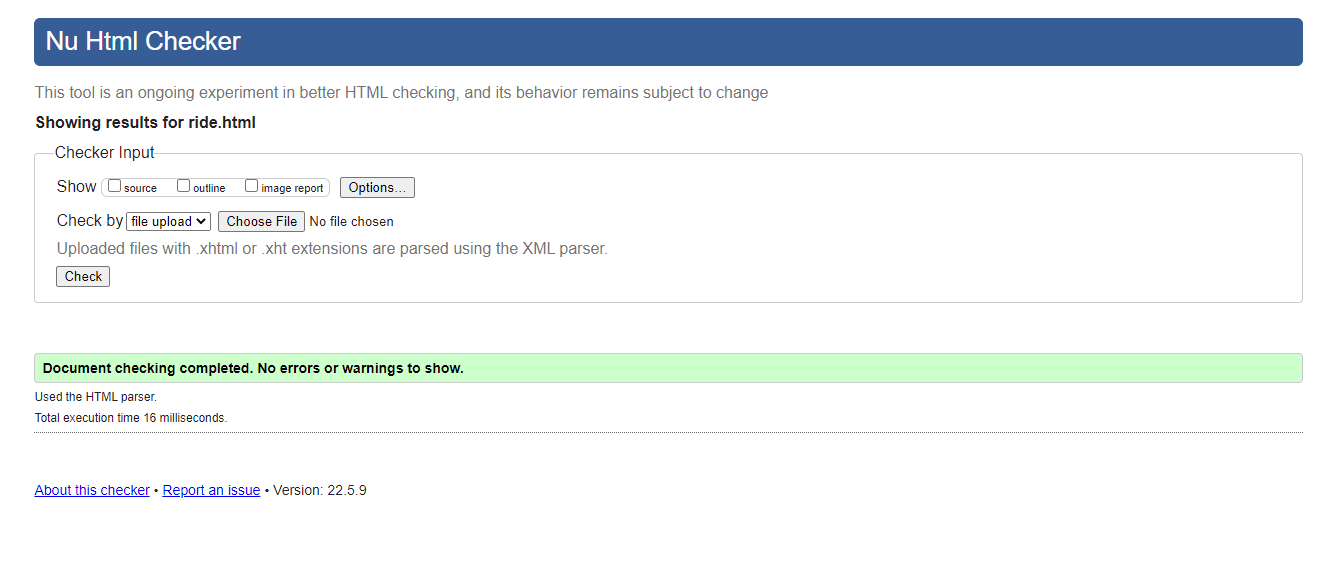 Nu Html Checker
This tool is an ongoing experiment in better HTML checking, and its behavior remains subject to change
Showing results for ride.html
Checker Input
Show source outline image report Options...
Check by file upload Choose File No file chosen
Uploaded files with .xhtml or .xht extensions are parsed using the XML parser.
Check
Document checking completed. No errors or warnings to show.
Used the HTML parser.
Total execution time 16 milliseconds.
About this checker • Report an issue • Version: 22.5.9